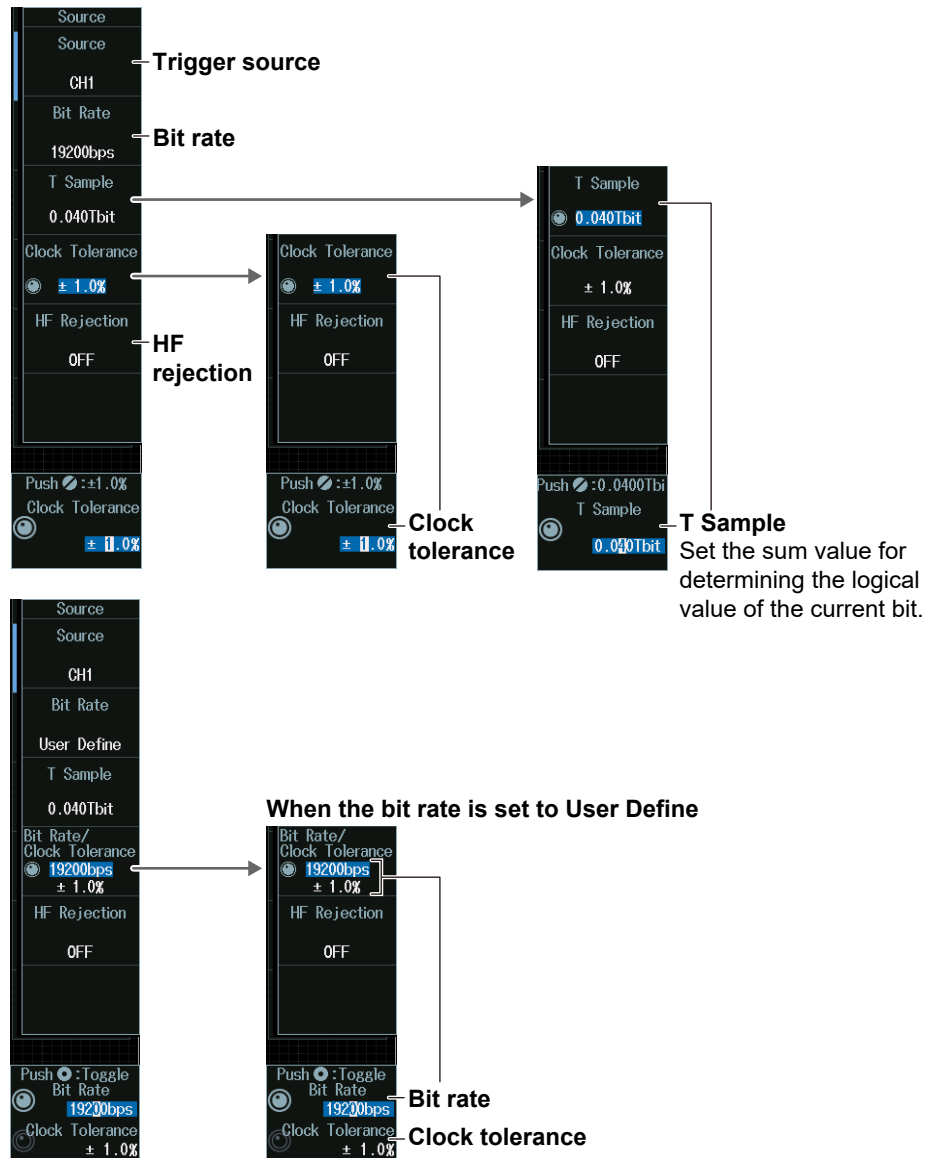 Source
Source
CH1
Trigger source
Bit Rate
19200bps
Bit rate
T Sample
0.040Tbit
Clock Tolerance
± 1.0%
HF Rejection
OFF
HF
rejection
Push :±1.0%
Clock Tolerance
± 1.0%
Clock Tolerance
± 1.0%
HF Rejection
OFF
Push :±1.0%
Clock Tolerance
± 1.0%
Clock
tolerance
T Sample
0.040Tbit
Clock Tolerance
± 1.0%
HF Rejection
OFF
Push :0.0400Tbi
T Sample
0.040Tbit
T Sample
Set the sum value for
determining the logical
value of the current bit.
Source
Source
CH1
Bit Rate
User Define
T Sample
0.040Tbit
Bit Rate/
Clock Tolerance
19200bps
± 1.0%
HF Rejection
OFF
Push :Toggle
Bit Rate
19200bps
Clock Tolerance
± 1.0%
When the bit rate is set to User Define
Bit Rate/
Clock Tolerance
19200bps
± 1.0%
HF Rejection
OFF
Push :Toggle
Bit Rate
19200bps
Clock Tolerance
± 1.0%
Bit rate
Clock tolerance